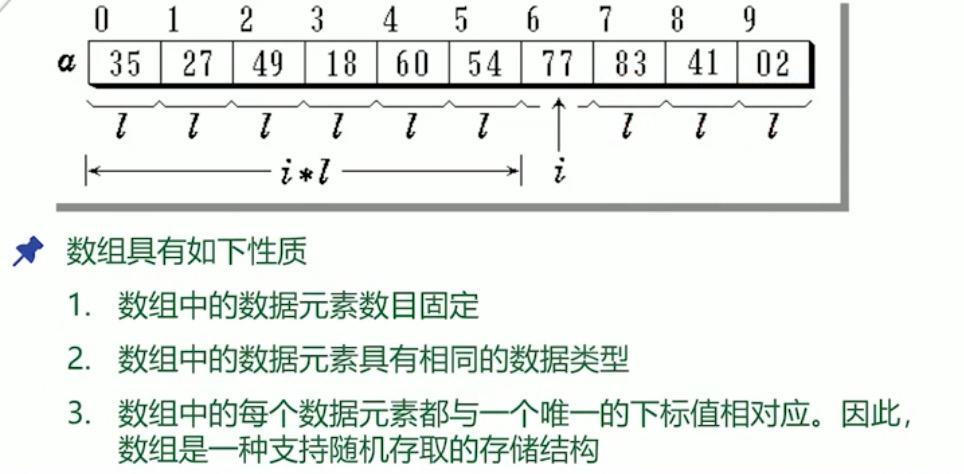 0 1 2 3 4 5 6 7 8 9
a 35 27 49 18 60 54 77 83 41 02
l l l l l l l l l
i*l i
数组具有如下性质
1. 数组中的数据元素数目固定
2. 数组中的数据元素具有相同的数据类型
3. 数组中的每个数据元素都与一个唯一的下标值相对应。因此,
数组是一种支持随机存取的存储结构